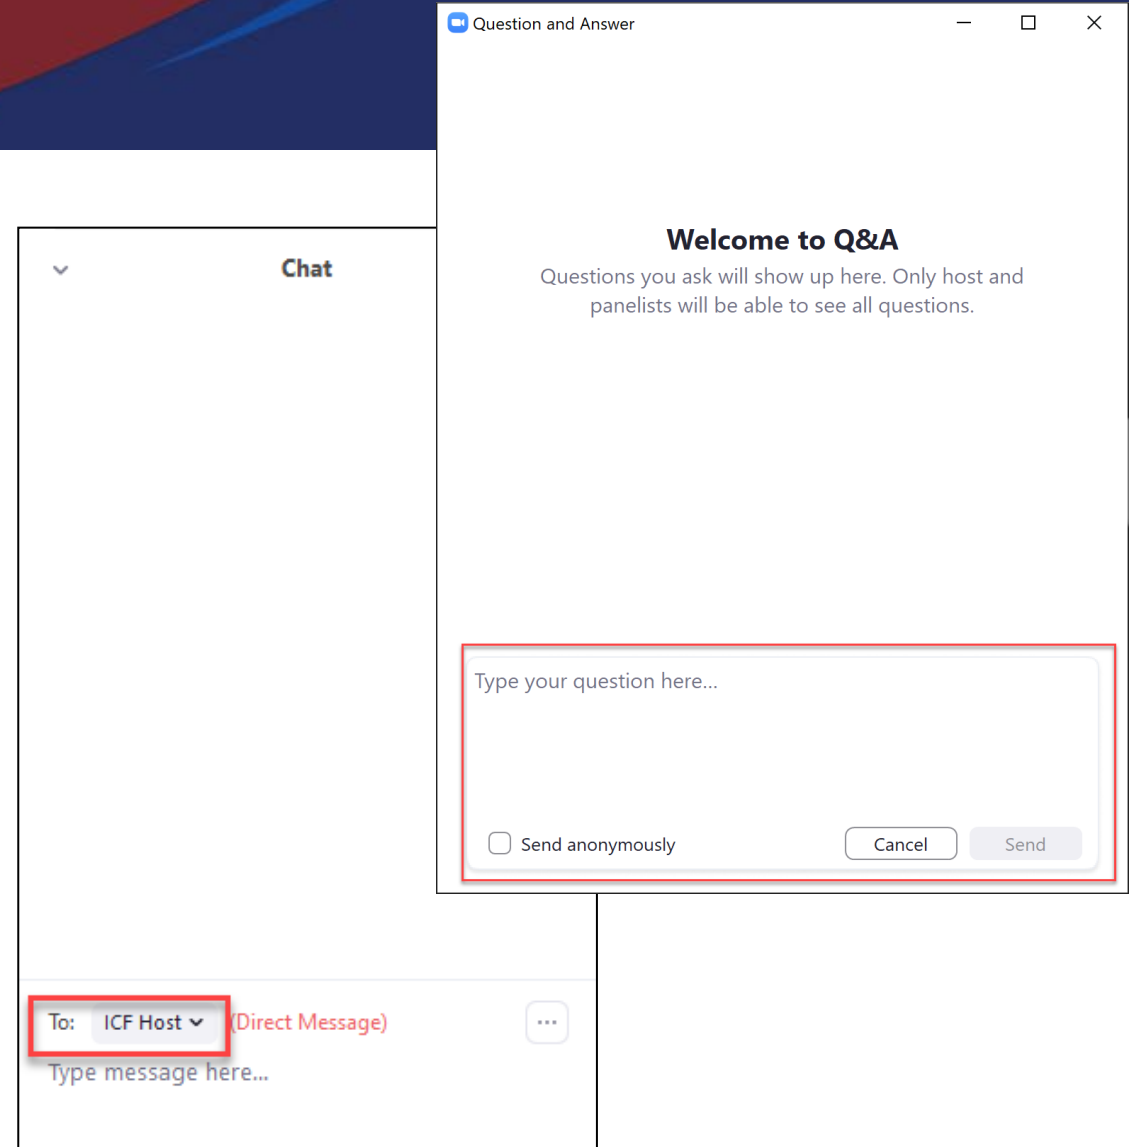 Question and Answer
Welcome to Q&A
Questions you ask will show up here. Only host and
panelists will be able to see all questions.
Type your question here...
Send anonymously
Cancel
Send
Chat
To: ICF Host (Direct Message)
Type message here...